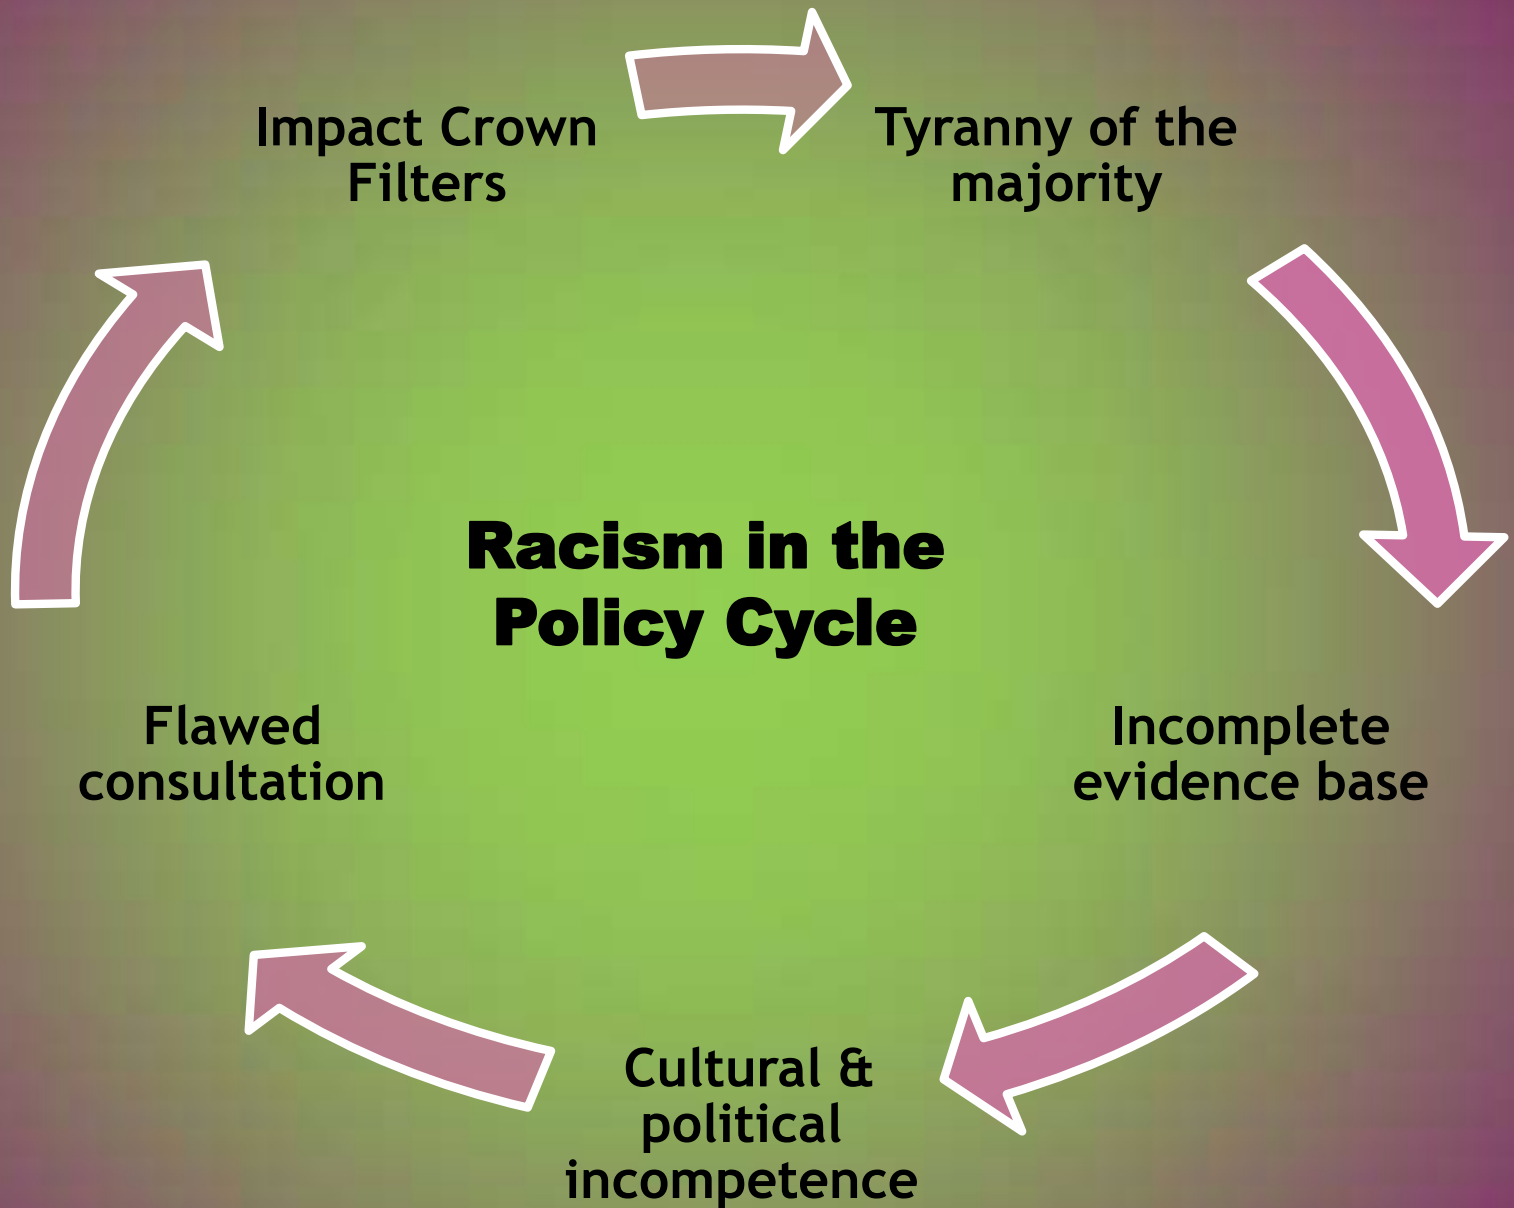 Impact Crown
Filters
Tyranny of the
majority
Racism in the
Policy Cycle
Flawed
consultation
Incomplete
evidence base
Cultural &
political
incompetence